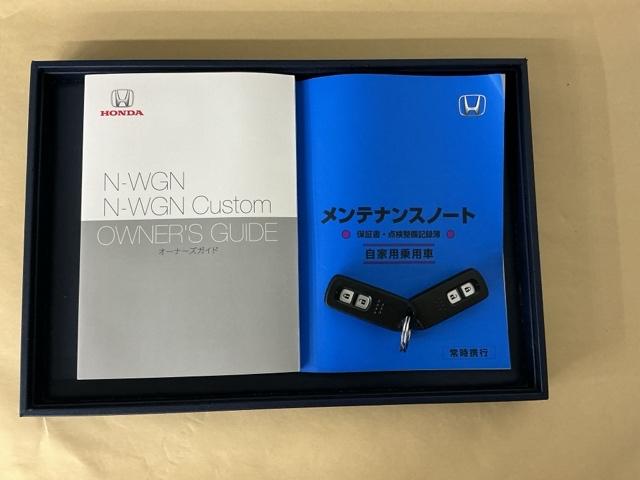 HONDA
N-WGN
N-WGN Custom
OWNER'S GUIDE
オーナーズガイド
メンテナンスノート
保証書・点検整備記録簿
自家用乗用車
常時携行